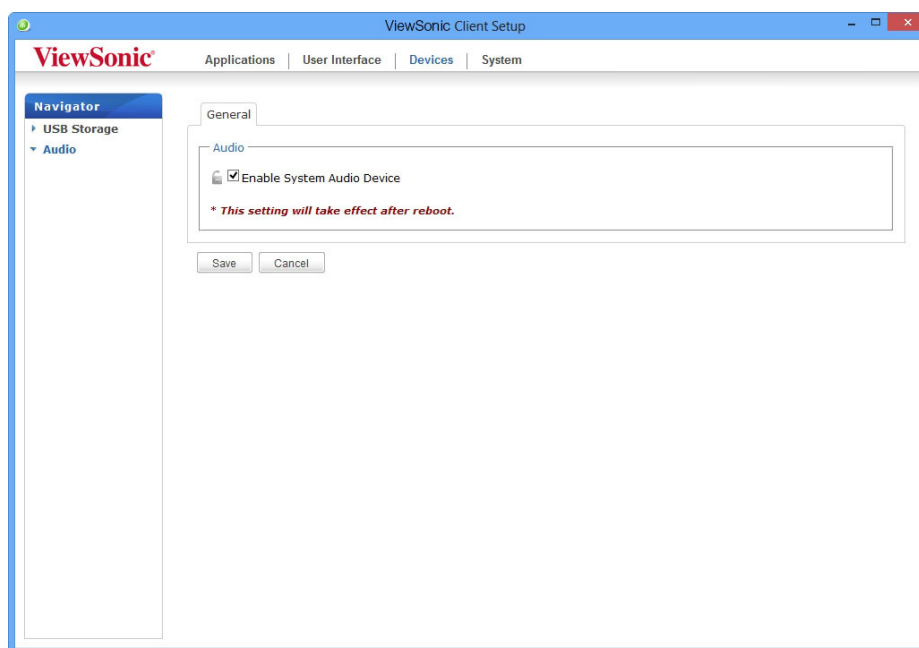 ViewSonic Client Setup
ViewSonic®
Applications | User Interface | Devices | System
Navigator
USB Storage
Audio
General
Audio
Enable System Audio Device
* This setting will take effect after reboot.
Save Cancel